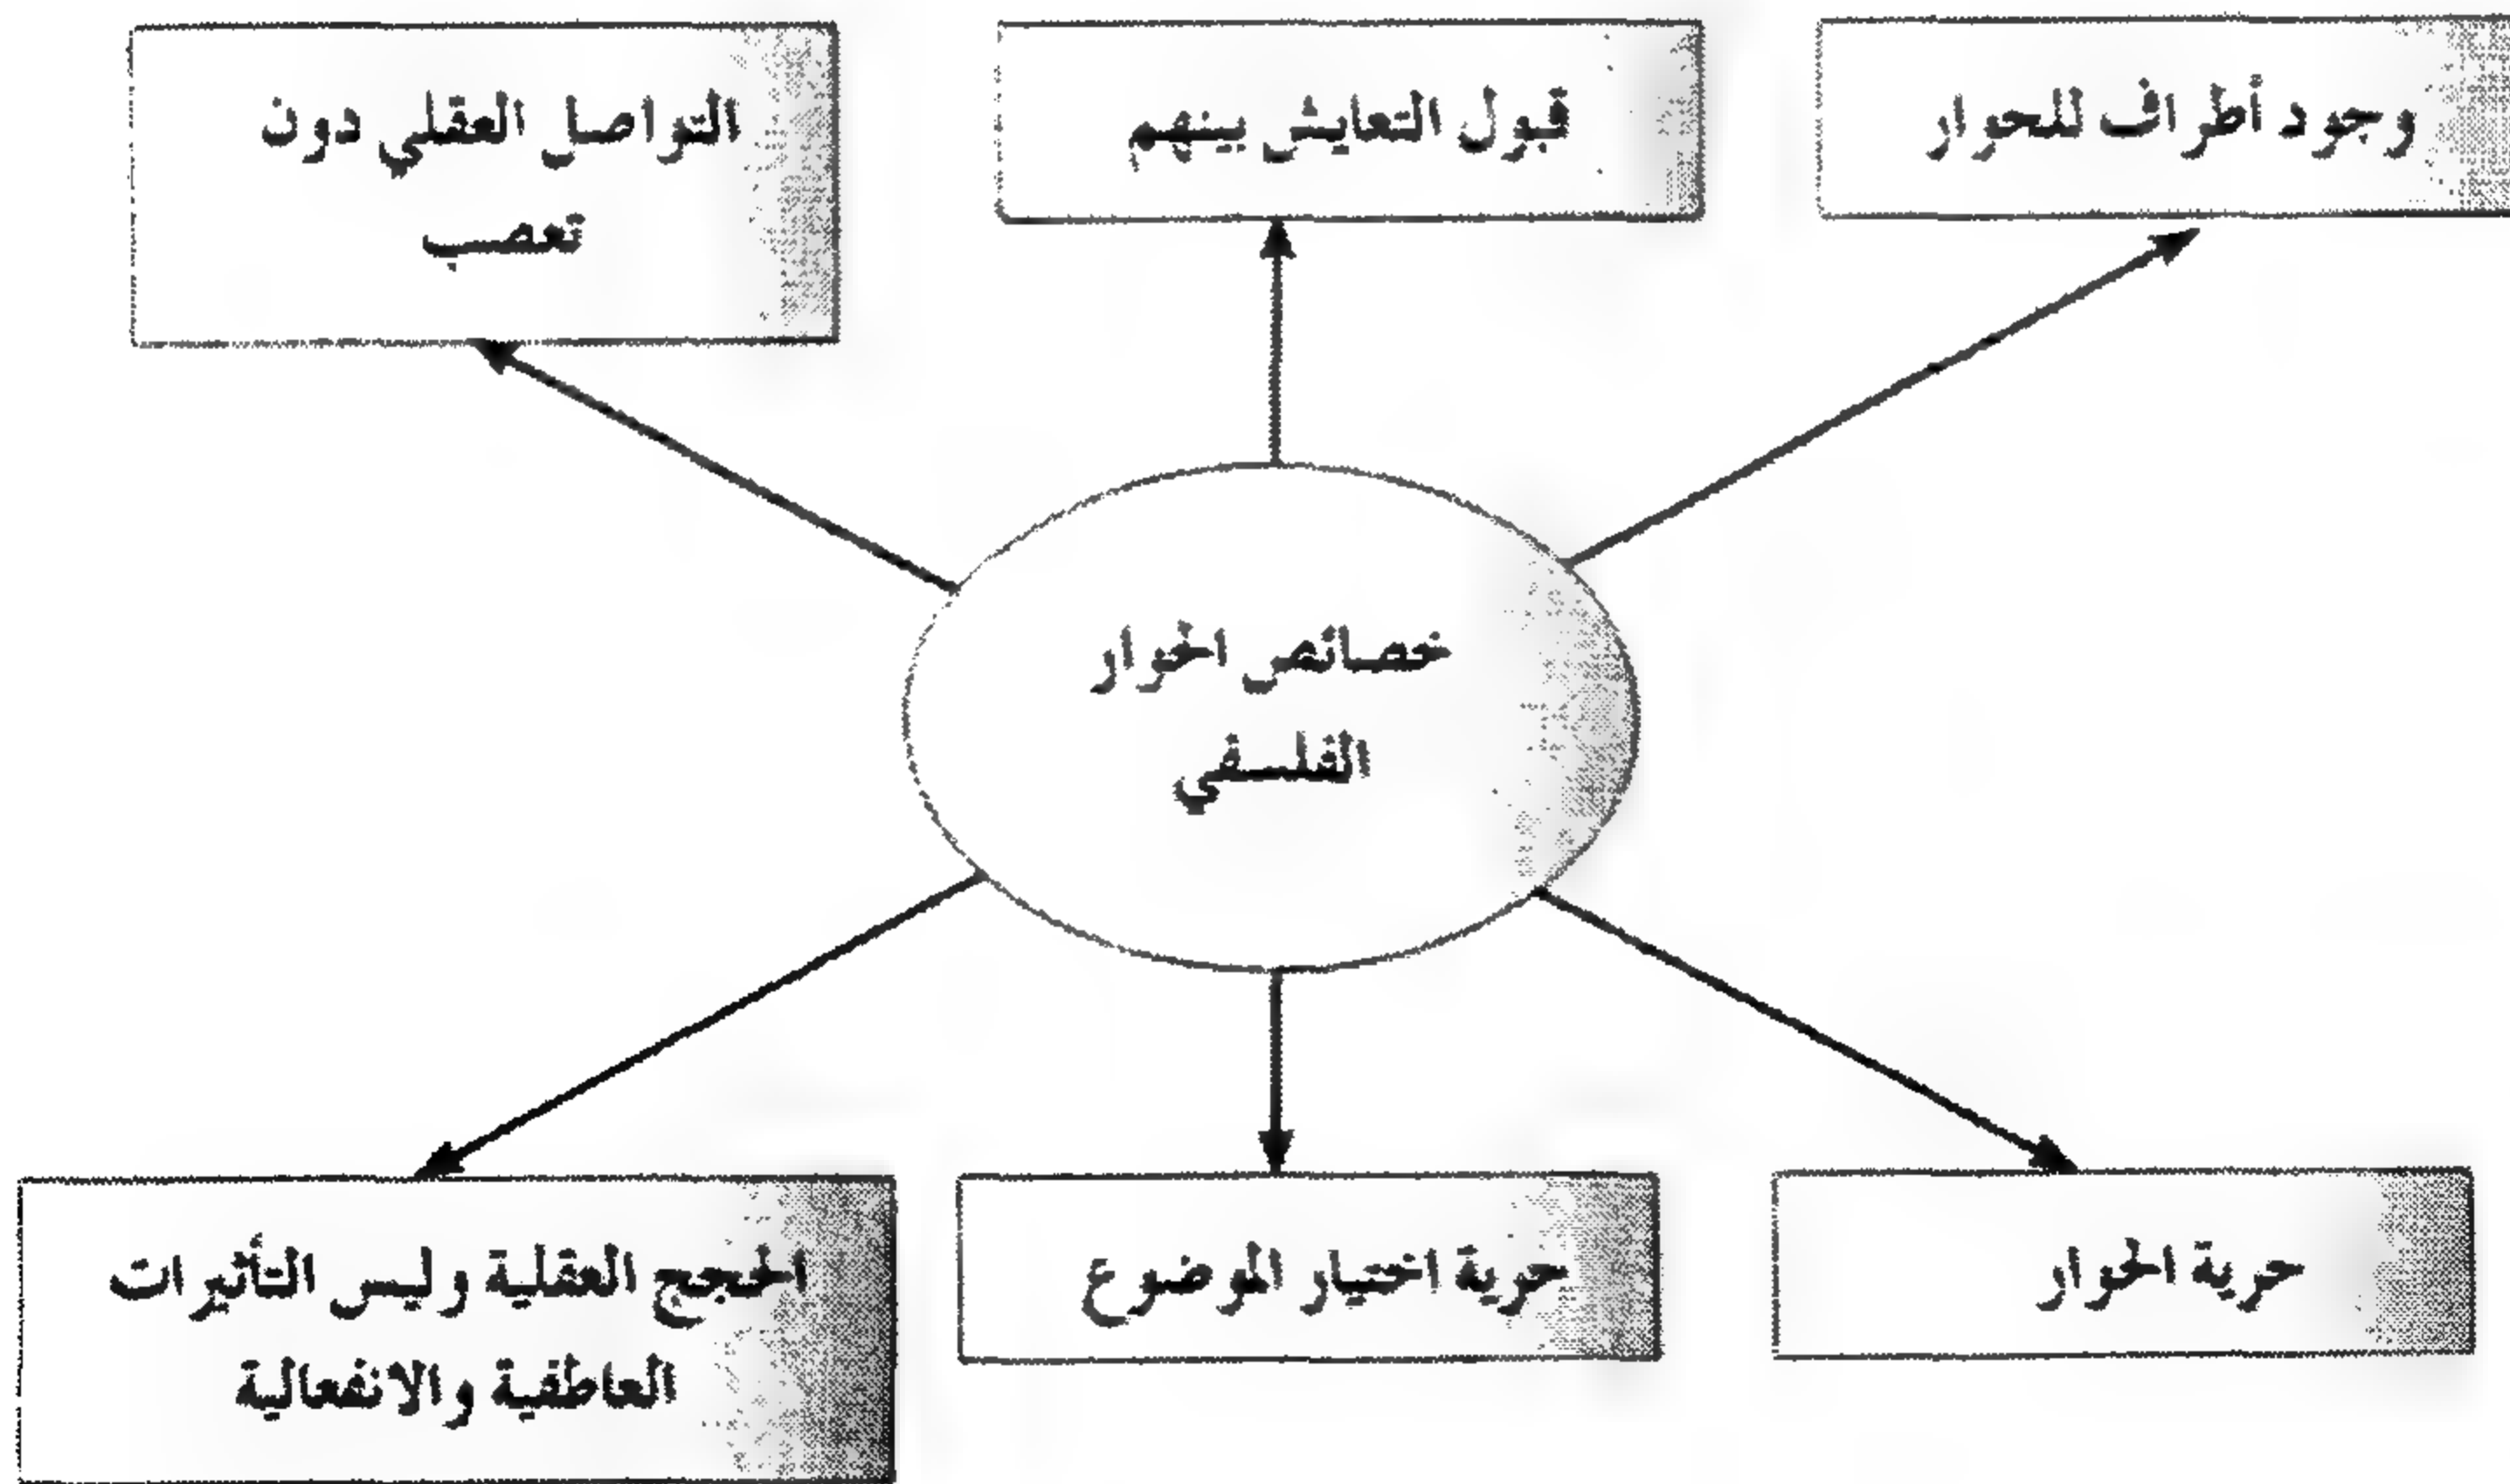 وجود أطراف للحوار
قبول التعايش بينهم
التواصل العقلي دون
تعصب
خصائص الحوار
الفلسفي
حرية الحوار
حرية اختيار الموضوع
الحجج العقلية وليس التأثيرات
العاطفية والانفعالية